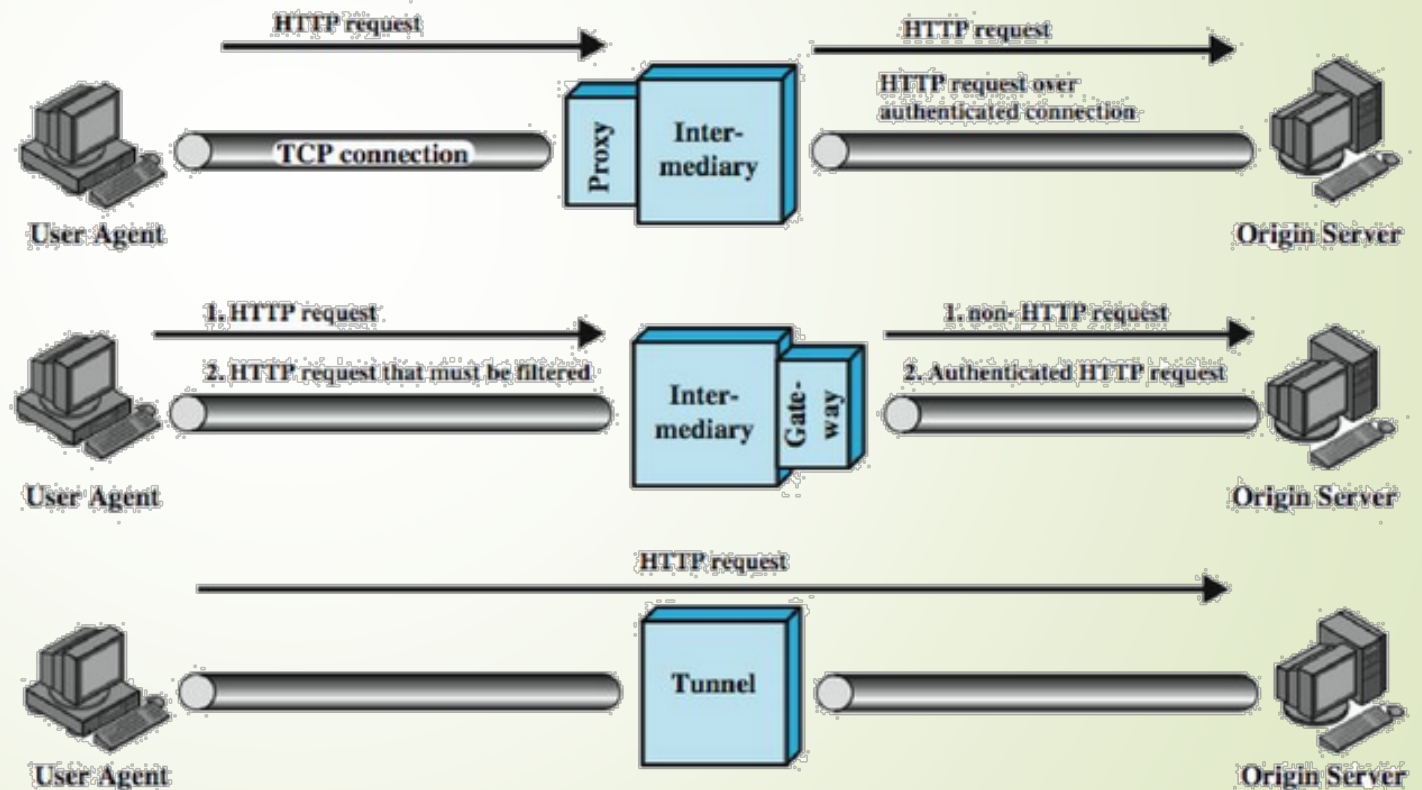 HTTP request
HTTP request
HTTP request over
authenticated connection
TCP connection
Proxy
Inter-
mediary
User Agent
Origin Server
1. HTTP request
1. non- HTTP request
2. HTTP request that must be filtered
2. Authenticated HTTP request
Inter-
mediary
Gate-
way
User Agent
Origin Server
HTTP request
Tunnel
User Agent
Origin Server